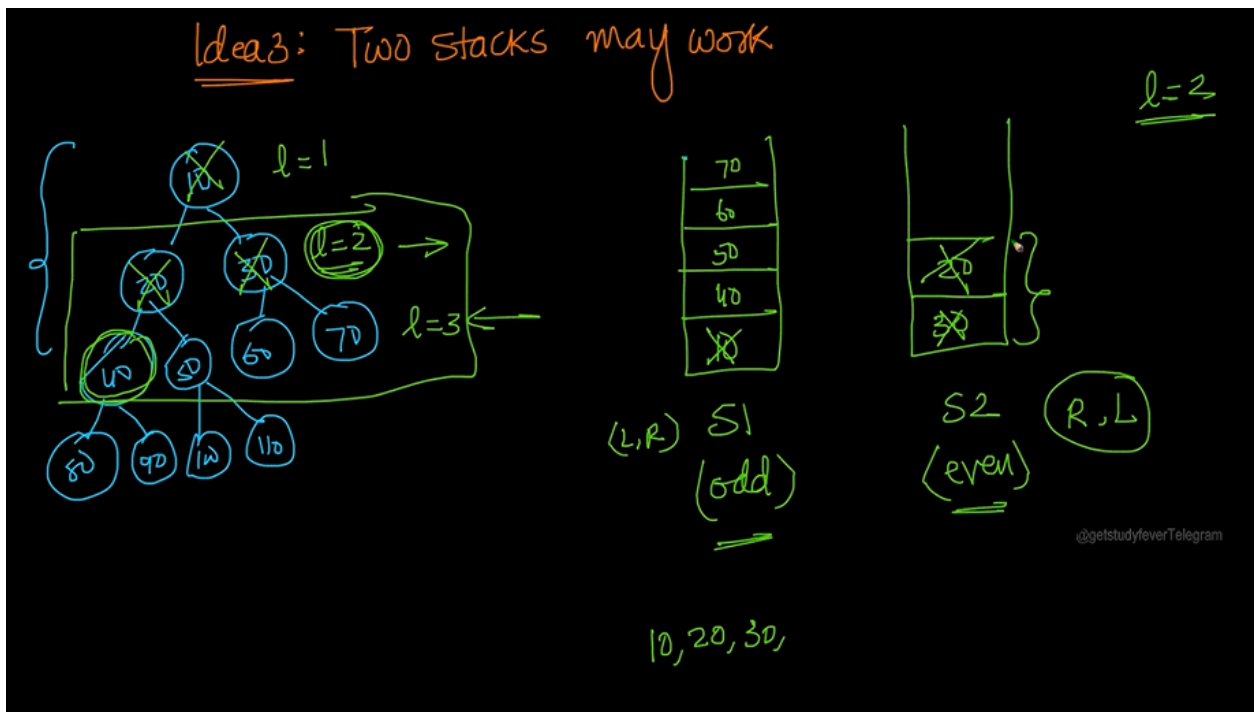 Idea3: Two stacks may work
l=2
10
l=1
20
30
l=2
40
50
60
70
l=3
80
90
100
110
70
60
50
40
10
(L,R)
S1
(odd)
20
30
S2
(even)
R,L
@getstudyfeverTelegram
10,20,30,